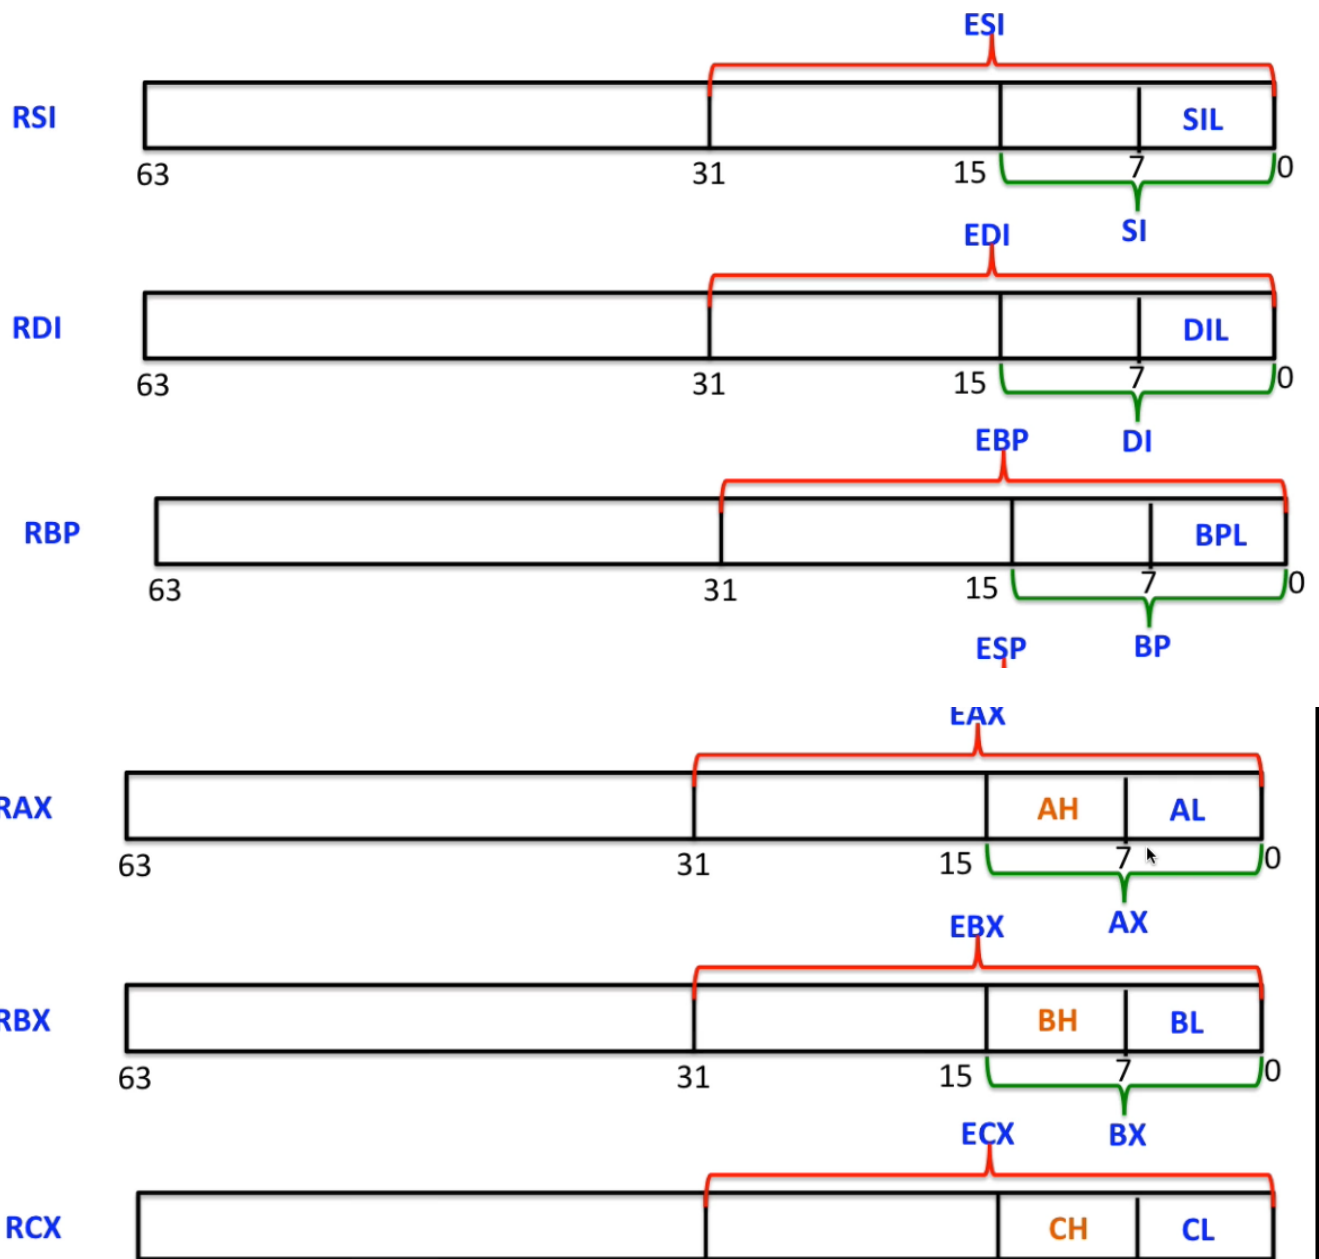 ESI
RSI SIL
63 31 15 7 0
SI
EDI
RDI DIL
63 31 15 7 0
DI
EBP
RBP BPL
63 31 15 7 0
ESP BP
EAX
RAX AH AL
63 31 15 7 0
AX
EBX
RBX BH BL
63 31 15 7 0
BX
ECX
RCX CH CL